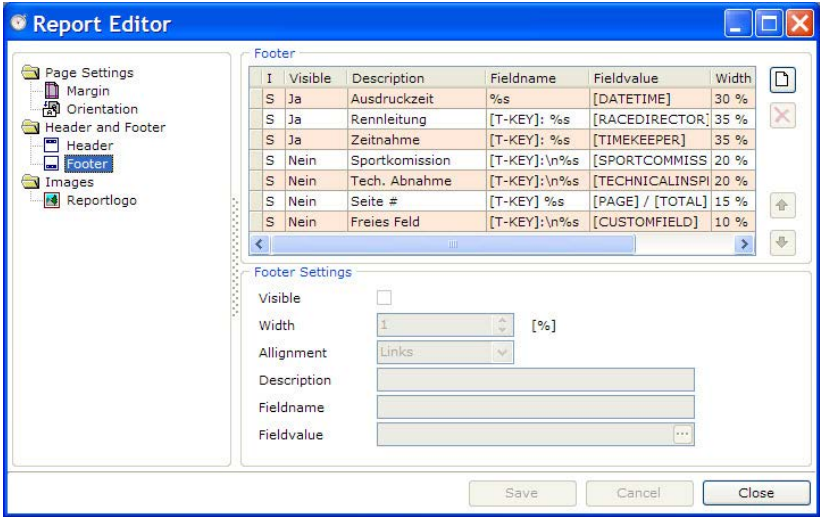 Report Editor
Page Settings
Margin
Orientation
Header and Footer
Header
Footer
Images
Reportlogo
Footer
I Visible Description Fieldname Fieldvalue Width
S Ja Ausdruckzeit %s [DATETIME] 30 %
S Ja Rennleitung [T-KEY]: %s [RACEDIRECTOR] 35 %
S Ja Zeitnahme [T-KEY]: %s [TIMEKEEPER] 35 %
S Nein Sportkomission [T-KEY]:\n%s [SPORTCOMMISS 20 %
S Nein Tech. Abnahme [T-KEY]:\n%s [TECHNICALINSPI 20 %
S Nein Seite # [T-KEY] %s [PAGE] / [TOTAL] 15 %
S Nein Freies Feld [T-KEY]:\n%s [CUSTOMFIELD] 10 %
Footer Settings
Visible
Width 1 [%]
Allignment Links
Description
Fieldname
Fieldvalue ...
Save Cancel Close